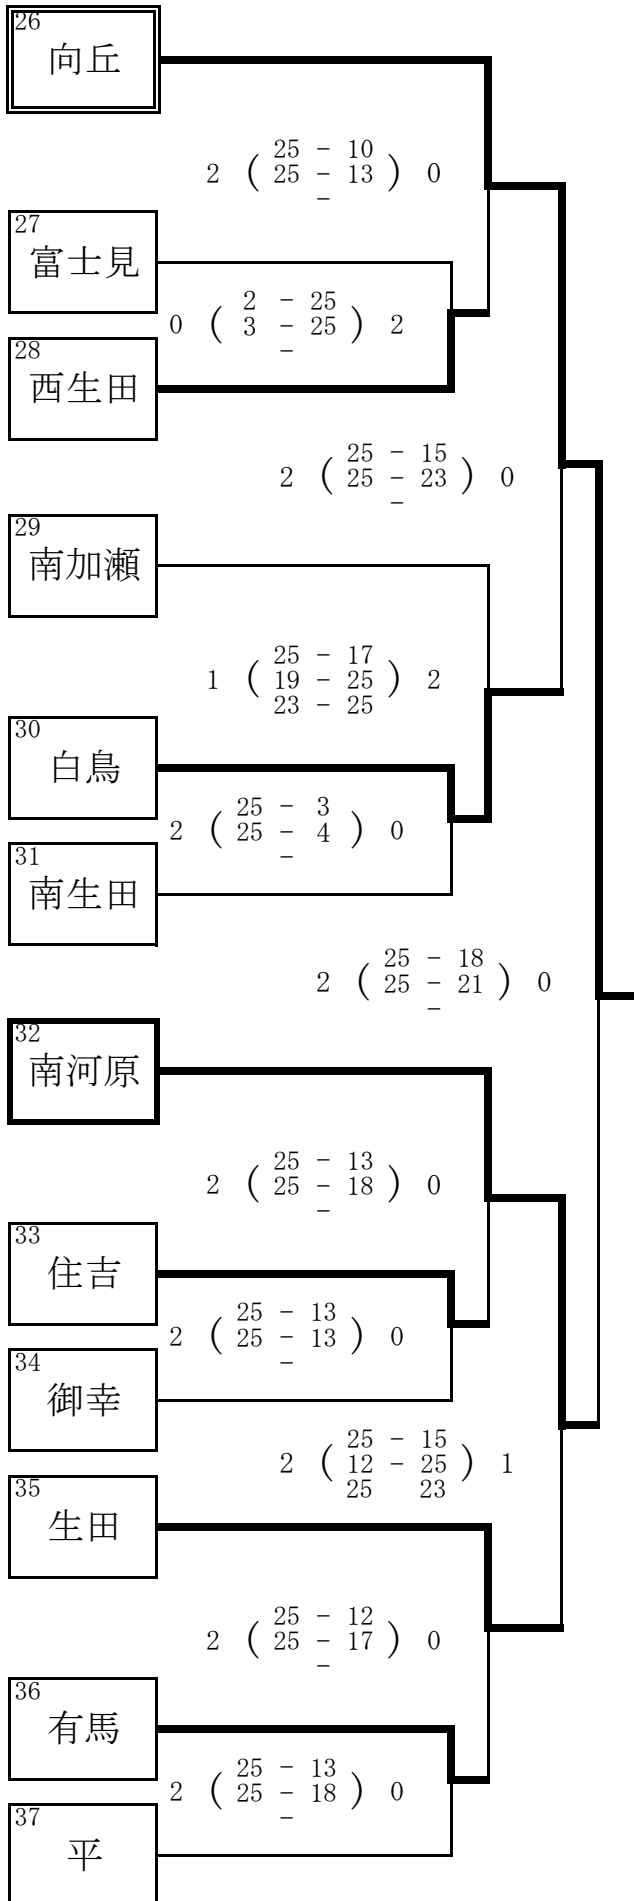 26
向丘
25 - 10
2 ( 25 - 13 ) 0
-
27
富士見
2 - 25
0 ( 3 - 25 ) 2
-
28
西生田
25 - 15
2 ( 25 - 23 ) 0
-
29
南加瀬
25 - 17
1 ( 19 - 25 ) 2
23 - 25
30
白鳥
25 - 3
2 ( 25 - 4 ) 0
-
31
南生田
25 - 18
2 ( 25 - 21 ) 0
-
32
南河原
25 - 13
2 ( 25 - 18 ) 0
-
33
住吉
25 - 13
2 ( 25 - 13 ) 0
-
34
御幸
25 - 15
2 ( 12 - 25 ) 1
25 23
35
生田
25 - 12
2 ( 25 - 17 ) 0
-
36
有馬
25 - 13
2 ( 25 - 18 ) 0
-
37
平